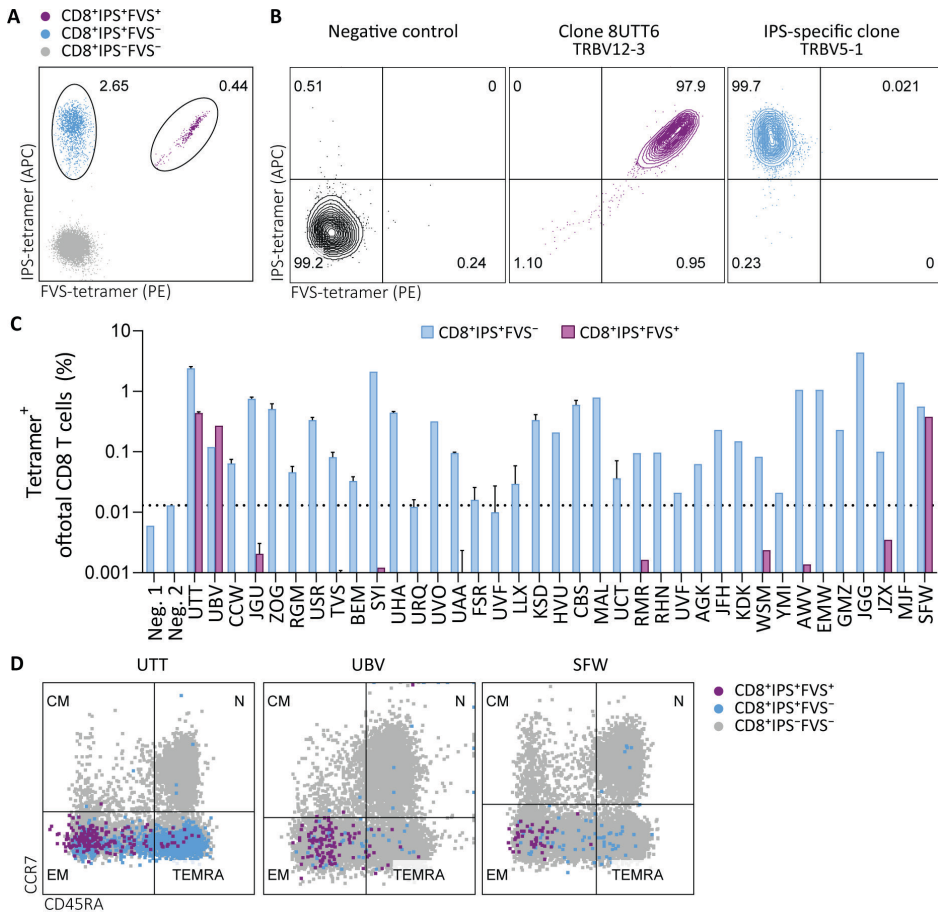 A
CD8⁺IPS⁺FVS⁺
CD8⁺IPS⁺FVS⁻
CD8⁺IPS⁻FVS⁻
2.65
0.44
IPS-tetramer (APC)
FVS-tetramer (PE)
B
Negative control
Clone 8UTT6
TRBV12-3
IPS-specific clone
TRBV5-1
0.51
0
0
97.9
99.7
0.021
99.2
0.24
1.10
0.95
0.23
0
IPS-tetramer (APC)
FVS-tetramer (PE)
C
CD8⁺IPS⁺FVS⁻
CD8⁺IPS⁺FVS⁺
Tetramer⁺
oftotal CD8 T cells (%)
10
1
0.1
0.01
0.001
Neg. 1
Neg. 2
UTT
UBV
CCW
JGU
ZOG
RGM
USR
TVS
BEM
SYI
UHA
URQ
UVO
UAA
FSR
UVF
LLX
KSD
HVU
CBS
MAL
UCT
RMR
RHN
UVF
AGK
JFH
KDK
WSM
YMI
AWV
EMW
GMZ
JGG
JZX
MJF
SFW
D
UTT
UBV
SFW
CM
N
CM
N
CM
N
CD8⁺IPS⁺FVS⁺
CD8⁺IPS⁺FVS⁻
CD8⁺IPS⁻FVS⁻
EM
TEMRA
EM
TEMRA
EM
TEMRA
CCR7
CD45RA